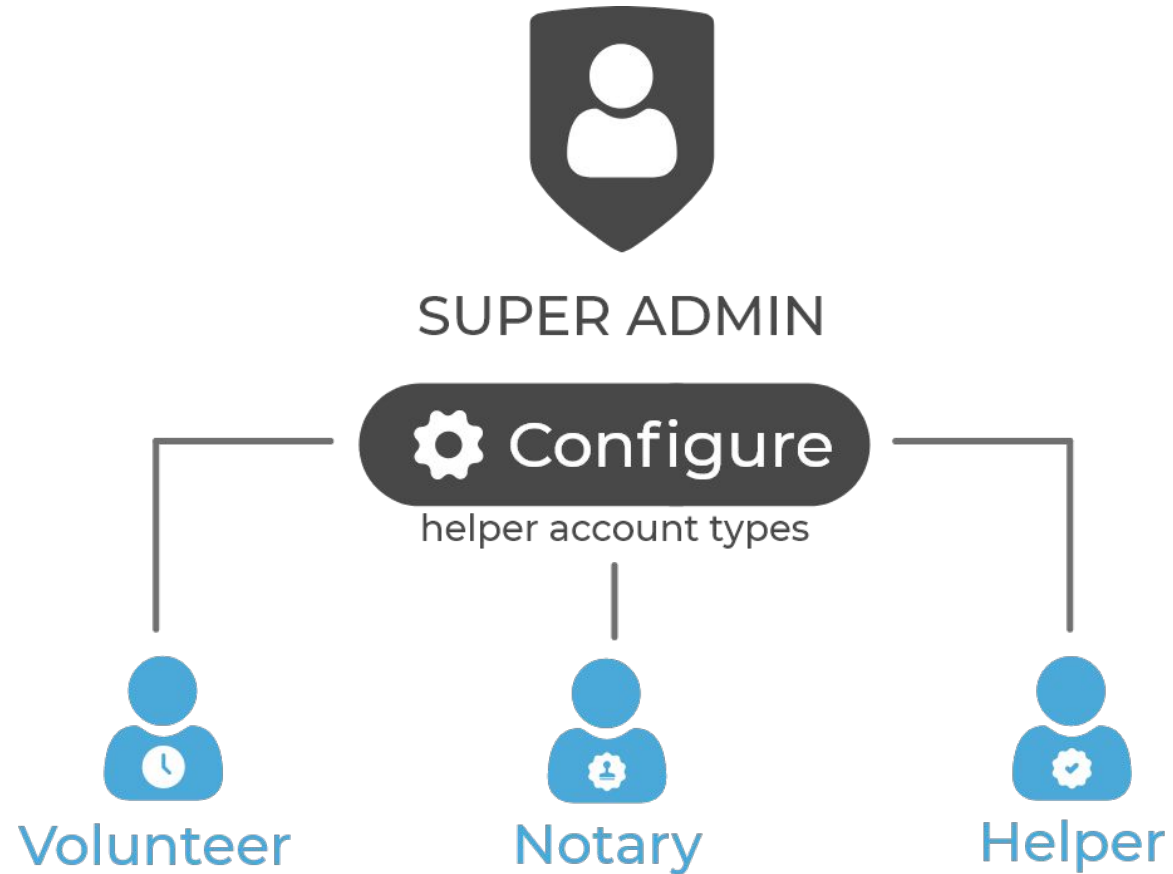 SUPER ADMIN
Configure
helper account types
Volunteer
Notary
Helper